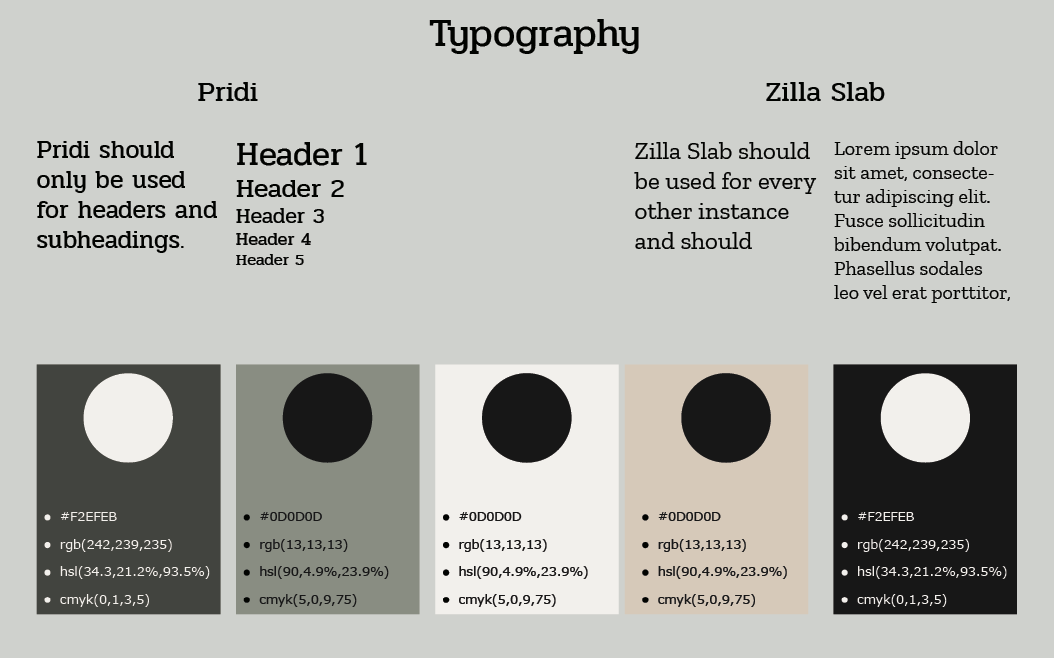 Typography
Pridi
Zilla Slab
Pridi should
only be used
for headers and
subheadings.
Header 1
Header 2
Header 3
Header 4
Header 5
Zilla Slab should
be used for every
other instance
and should
Lorem ipsum dolor
sit amet, consecte-
tur adipiscing elit.
Fusce sollicitudin
bibendum volutpat.
Phasellus sodales
leo vel erat porttitor,
• #F2EFEB
• rgb(242,239,235)
• hsl(34.3,21.2%,93.5%)
• cmyk(0,1,3,5)
• #0D0D0D
• rgb(13,13,13)
• hsl(90,4.9%,23.9%)
• cmyk(5,0,9,75)
• #0D0D0D
• rgb(13,13,13)
• hsl(90,4.9%,23.9%)
• cmyk(5,0,9,75)
• #0D0D0D
• rgb(13,13,13)
• hsl(90,4.9%,23.9%)
• cmyk(5,0,9,75)
• #F2EFEB
• rgb(242,239,235)
• hsl(34.3,21.2%,93.5%)
• cmyk(0,1,3,5)